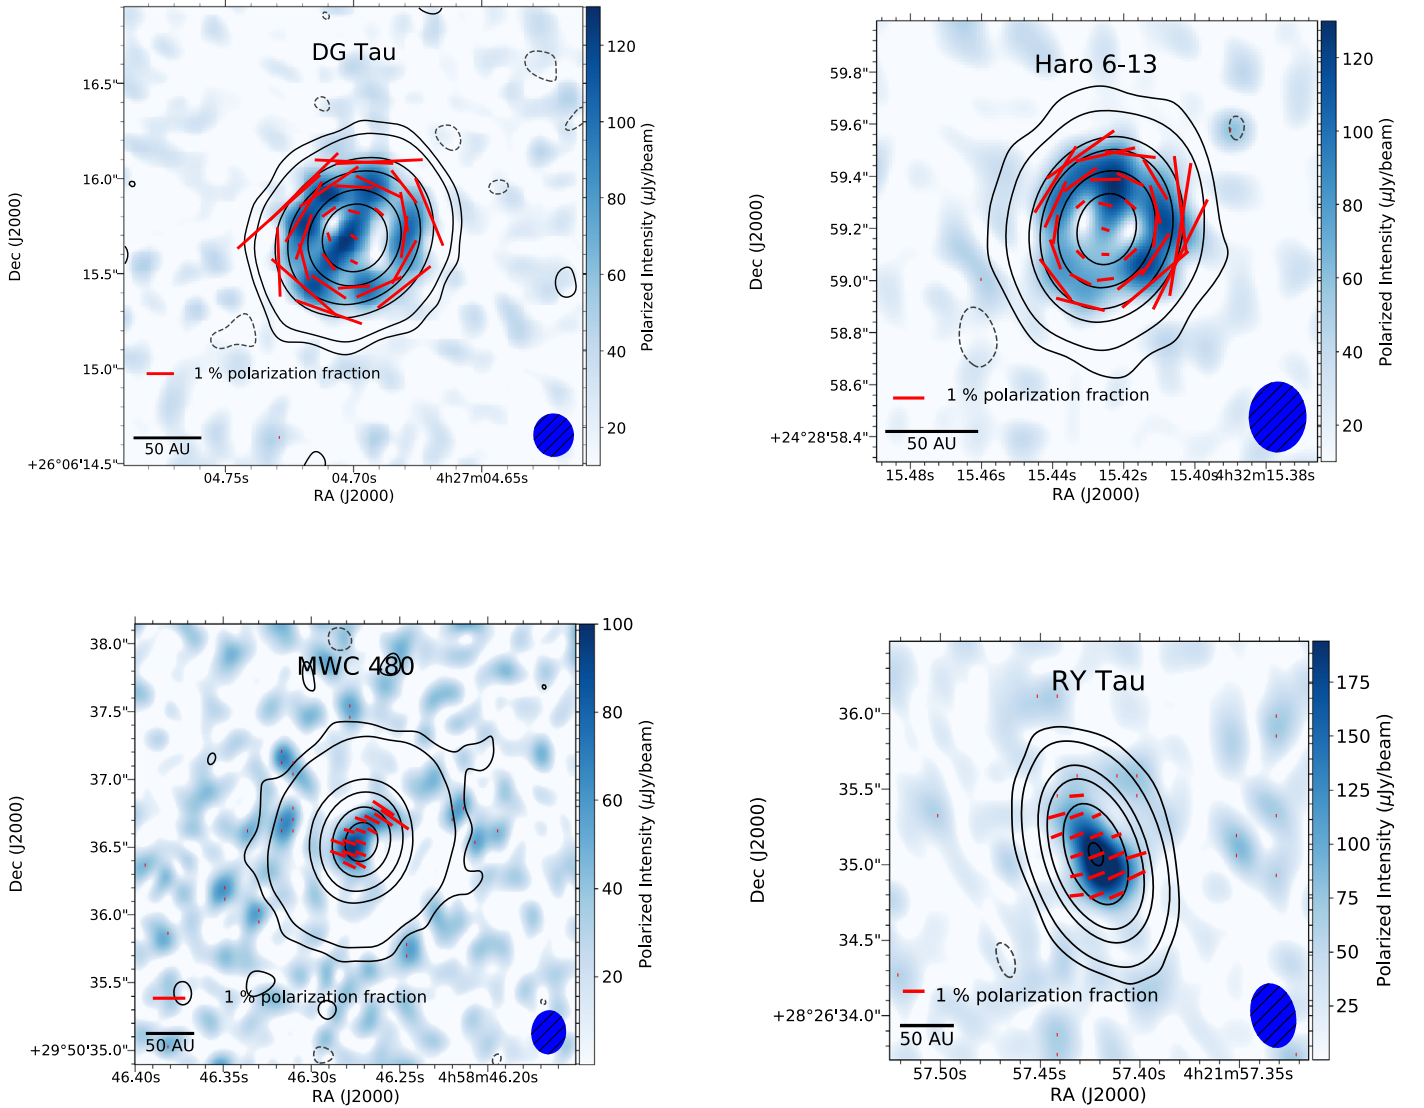 DG Tau
16.5"
16.0"
15.5"
15.0"
+26°06'14.5"
Dec (J2000)
1 % polarization fraction
50 AU
04.75s
04.70s
4h27m04.65s
RA (J2000)
120
100
80
60
40
20
Polarized Intensity (μJy/beam)
Haro 6-13
59.8"
59.6"
59.4"
59.2"
59.0"
58.8"
58.6"
+24°28'58.4"
Dec (J2000)
1 % polarization fraction
50 AU
15.48s
15.46s
15.44s
15.42s
15.40s
4h32m15.38s
RA (J2000)
120
100
80
60
40
20
Polarized Intensity (μJy/beam)
MWC 480
38.0"
37.5"
37.0"
36.5"
36.0"
35.5"
+29°50'35.0"
Dec (J2000)
1 % polarization fraction
50 AU
46.40s
46.35s
46.30s
46.25s
4h58m46.20s
RA (J2000)
100
80
60
40
20
Polarized Intensity (μJy/beam)
RY Tau
36.0"
35.5"
35.0"
34.5"
+28°26'34.0"
Dec (J2000)
1 % polarization fraction
50 AU
57.50s
57.45s
57.40s
4h21m57.35s
RA (J2000)
175
150
125
100
75
50
25
Polarized Intensity (μJy/beam)